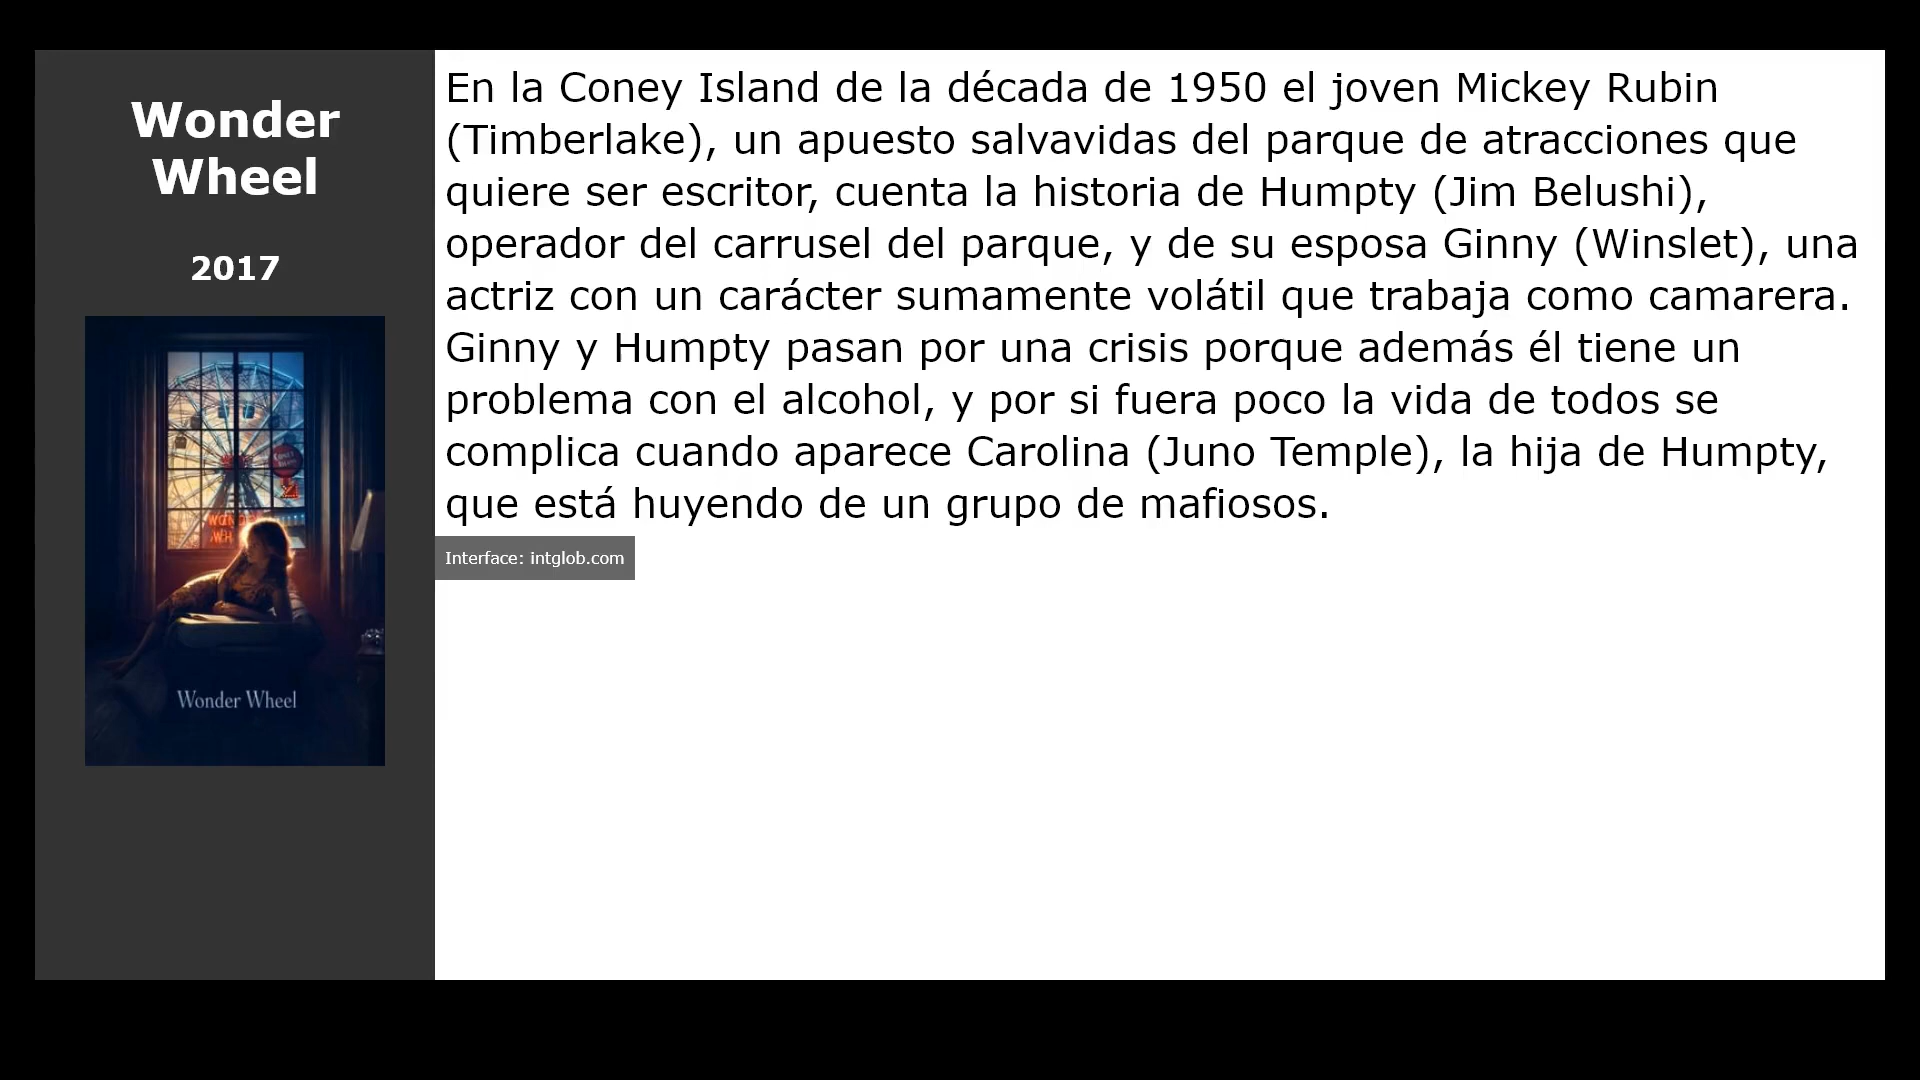 Wonder
Wheel
2017
WONDER
WH
Wonder Wheel
En la Coney Island de la década de 1950 el joven Mickey Rubin
(Timberlake), un apuesto salvavidas del parque de atracciones que
quiere ser escritor, cuenta la historia de Humpty (Jim Belushi),
operador del carrusel del parque, y de su esposa Ginny (Winslet), una
actriz con un carácter sumamente volátil que trabaja como camarera.
Ginny y Humpty pasan por una crisis porque además él tiene un
problema con el alcohol, y por si fuera poco la vida de todos se
complica cuando aparece Carolina (Juno Temple), la hija de Humpty,
que está huyendo de un grupo de mafiosos.
Interface: intglob.com